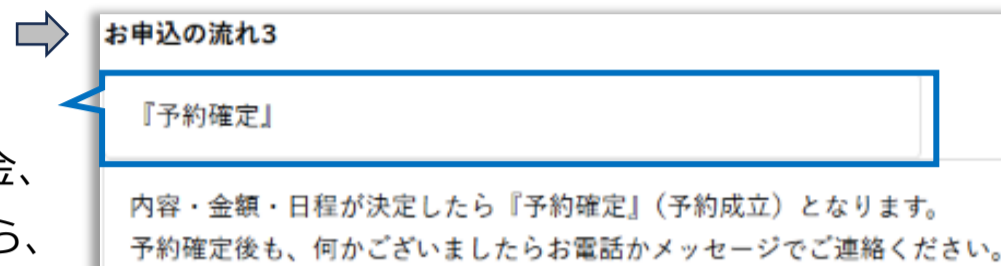 お申込の流れ3
『予約確定』
金、
ら、
内容・金額・日程が決定したら『予約確定』（予約成立）となります。
予約確定後も、何かございましたらお電話かメッセージでご連絡ください。